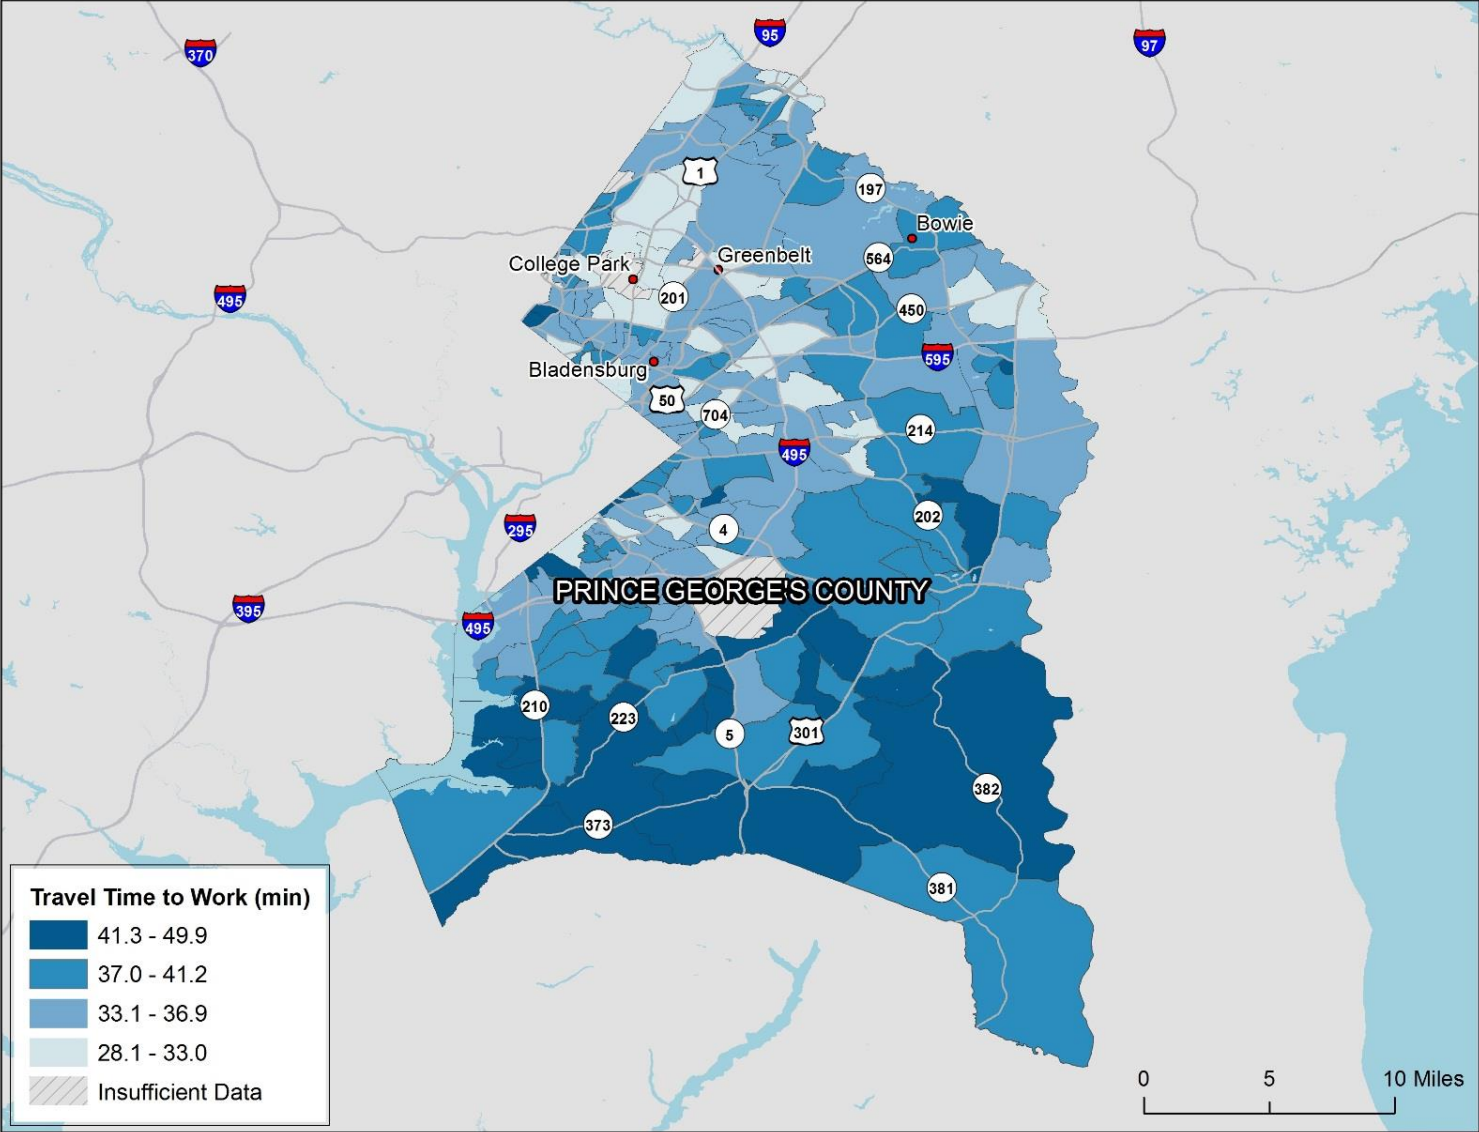 95
97
370
1
197
Bowie
College Park
Greenbelt
564
495
201
450
595
Bladensburg
50
704
214
495
202
295
4
PRINCE GEORGE'S COUNTY
395
495
210
223
5
301
382
373
381
Travel Time to Work (min)
41.3 - 49.9
37.0 - 41.2
33.1 - 36.9
28.1 - 33.0
Insufficient Data
0 5 10 Miles